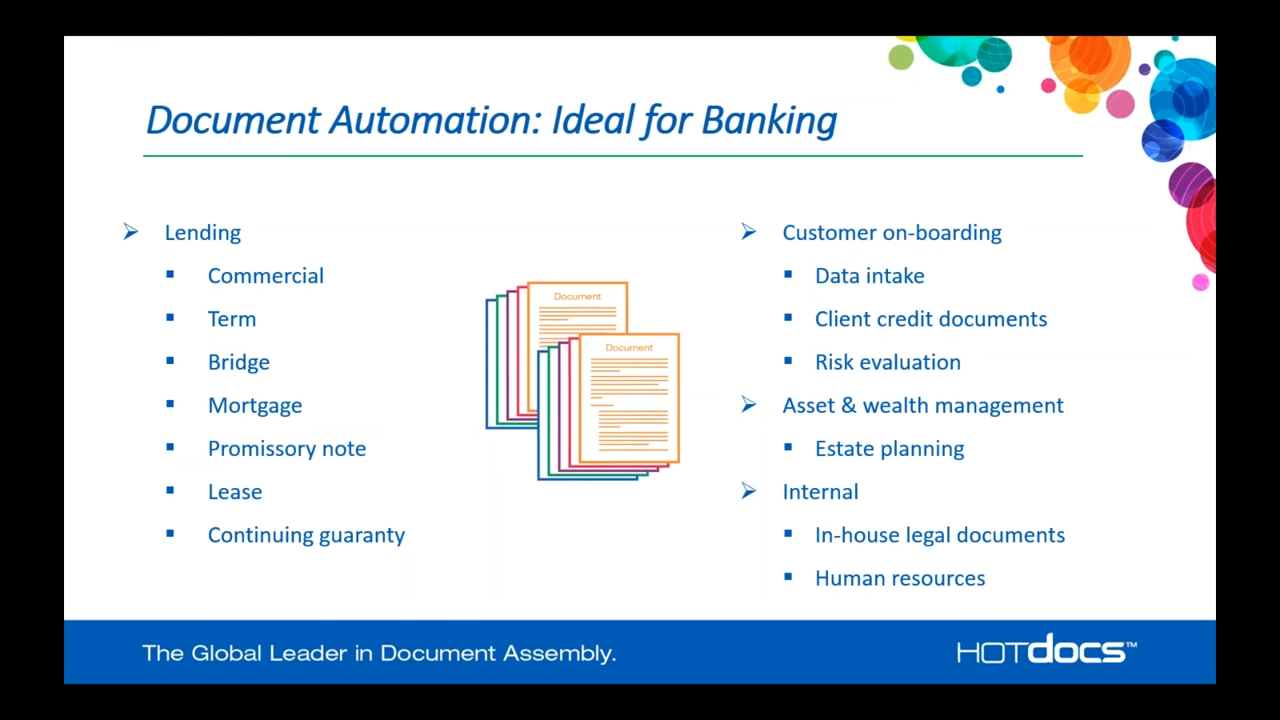 Document Automation: Ideal for Banking
Lending
Commercial
Term
Bridge
Mortgage
Promissory note
Lease
Continuing guaranty
Document
Document
Customer on-boarding
Data intake
Client credit documents
Risk evaluation
Asset & wealth management
Estate planning
Internal
In-house legal documents
Human resources
The Global Leader in Document Assembly.
HOTdocs™